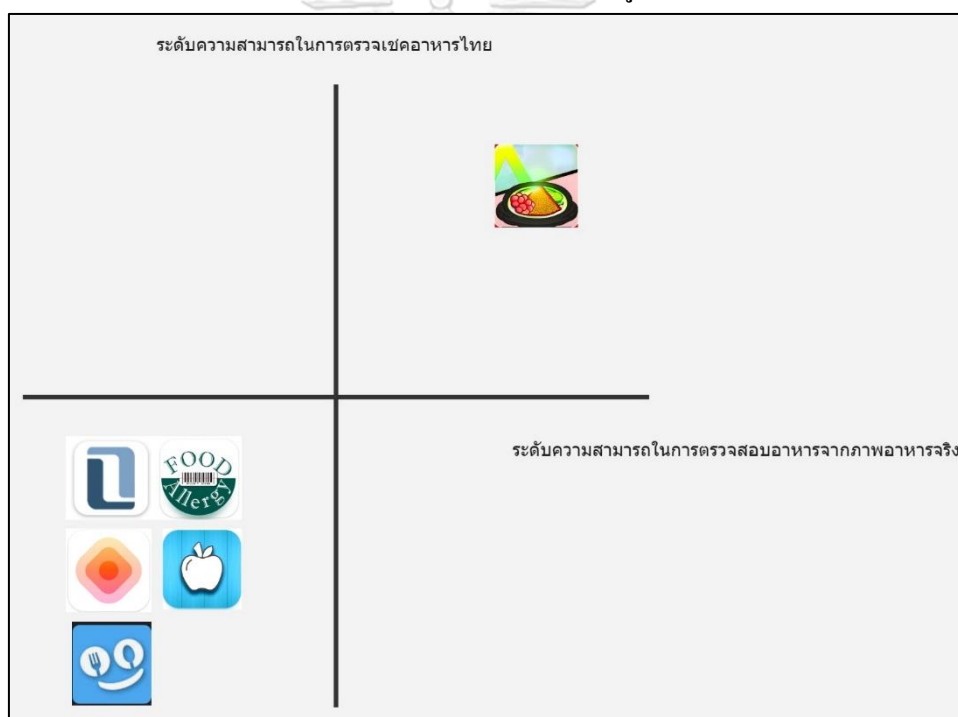 ระดับความสามารถในการตรวจเช่คอาหารไทย
FOOD
Allergy
ระดับความสามารถในการตรวจสอบอาหารจากภาพอาหารจริง